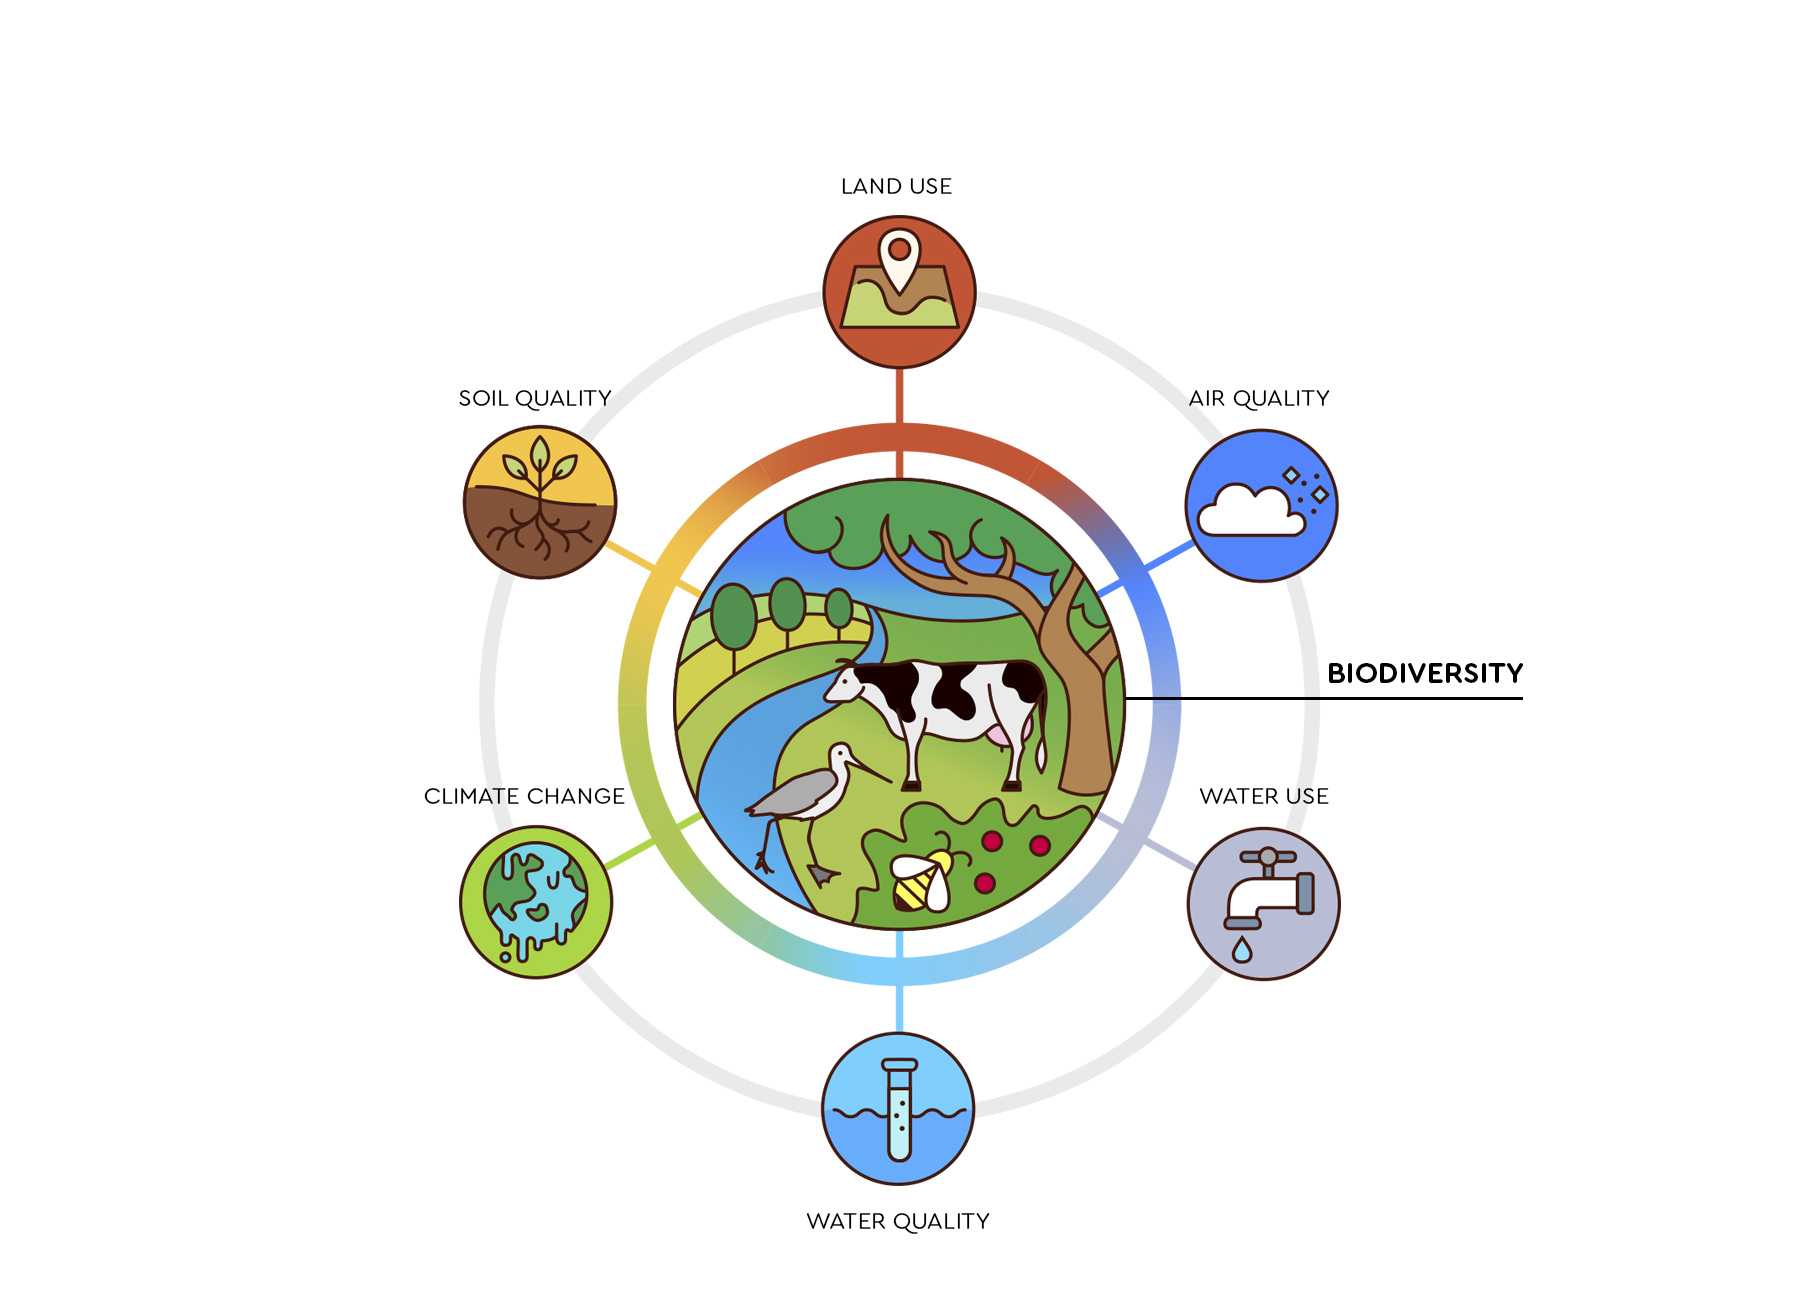 LAND USE
SOIL QUALITY
AIR QUALITY
BIODIVERSITY
CLIMATE CHANGE
WATER USE
WATER QUALITY